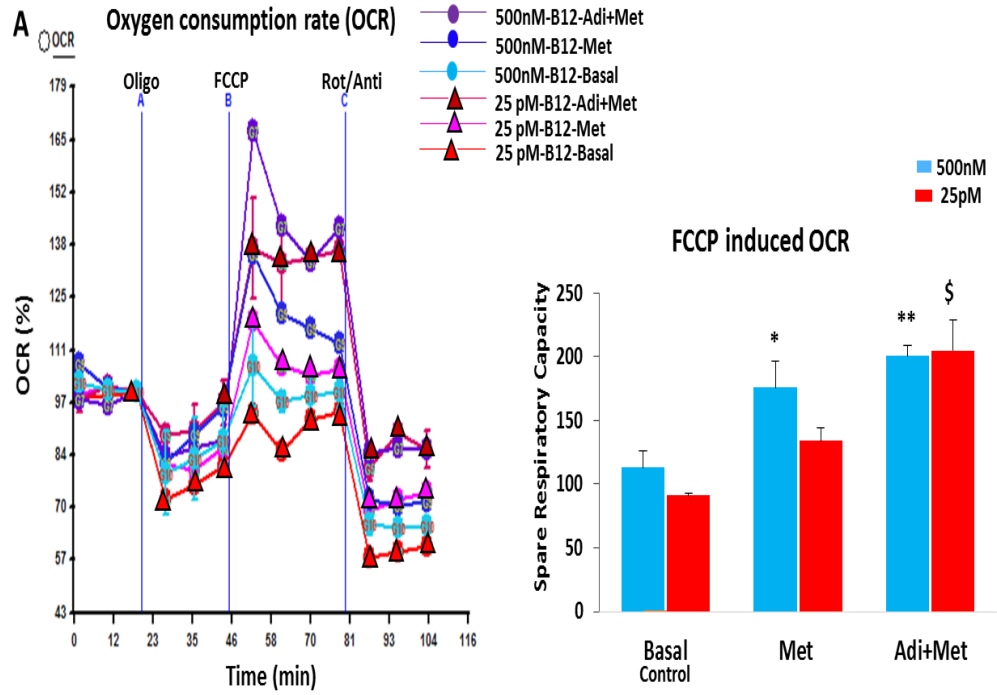 A
Oxygen consumption rate (OCR)
OCR
500nM-B12-Adi+Met
500nM-B12-Met
500nM-B12-Basal
25 pM-B12-Adi+Met
25 pM-B12-Met
25 pM-B12-Basal
Oligo
FCCP
Rot/Anti
A
B
C
OCR (%)
179
165
152
138
125
111
97
84
70
57
43
0
12
23
35
46
58
70
81
93
104
116
Time (min)
500nM
25pM
FCCP induced OCR
Spare Respiratory Capacity
250
200
150
100
50
0
*
**
$
Basal
Control
Met
Adi+Met